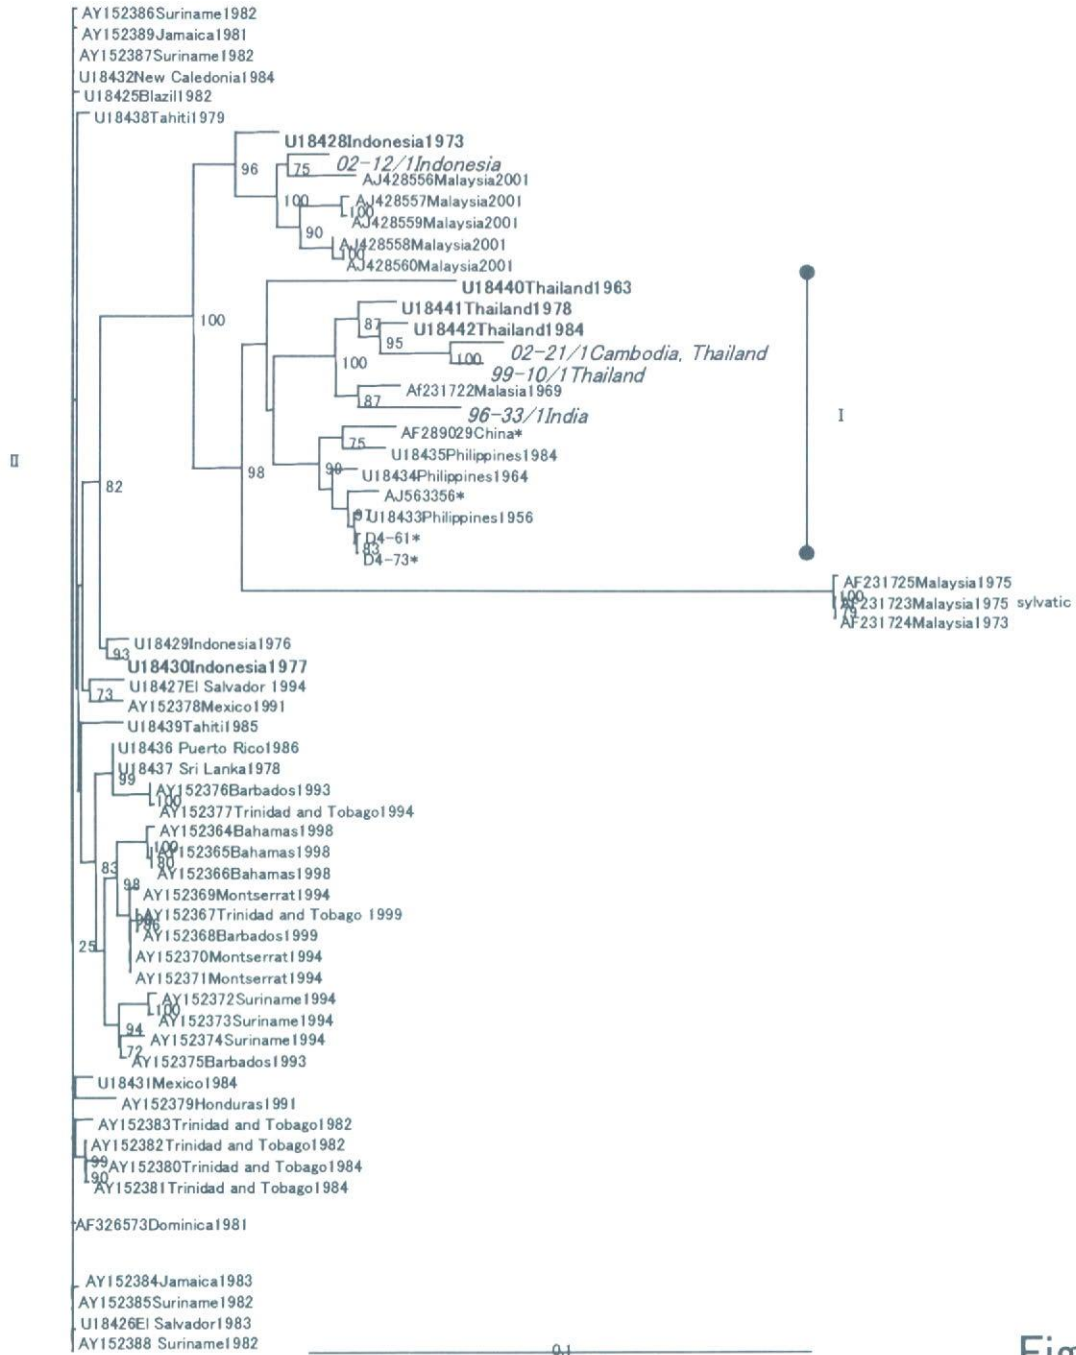 AY152386Suriname1982
AY152389Jamaica1981
AY152387Suriname1982
U18432New Caledonia1984
U18425Blazil1982
U18438Tahiti1979
U18428Indonesia1973
96
75
02-12/1Indonesia
AJ428556Malaysia2001
100
AJ428557Malaysia2001
100
AJ428559Malaysia2001
90
AJ428558Malaysia2001
100
AJ428560Malaysia2001
U18440Thailand1963
100
U18441Thailand1978
87
U18442Thailand1984
95
02-21/1Cambodia, Thailand
100
100
99-10/1Thailand
Af231722Malasia1969
87
96-33/1India
I
AF289029China*
75
U18435Philippines1984
II
98
90
U18434Philippines1964
82
AJ563356*
97
U18433Philippines1956
D4-61*
83
D4-73*
AF231725Malaysia1975
100
AF231723Malaysia1975 sylvatic
79
AF231724Malaysia1973
U18429Indonesia1976
93
U18430Indonesia1977
U18427El Salvador 1994
73
AY152378Mexico1991
U18439Tahiti1985
U18436 Puerto Rico1986
U18437 Sri Lanka1978
99
AY152376Barbados1993
100
AY152377Trinidad and Tobago1994
AY152364Bahamas1998
100
AY152365Bahamas1998
80
83
AY152366Bahamas1998
98
AY152369Montserrat1994
AY152367Trinidad and Tobago 1999
96
AY152368Barbados1999
25
AY152370Montserrat1994
AY152371Montserrat1994
AY152372Suriname1994
100
AY152373Suriname1994
94
AY152374Suriname1994
72
AY152375Barbados1993
U18431Mexico1984
AY152379Honduras1991
AY152383Trinidad and Tobago1982
AY152382Trinidad and Tobago1982
99
AY152380Trinidad and Tobago1984
90
AY152381Trinidad and Tobago1984
AF326573Dominica1981
AY152384Jamaica1983
AY152385Suriname1982
U18426El Salvador1983
AY152388 Suriname1982
0.1